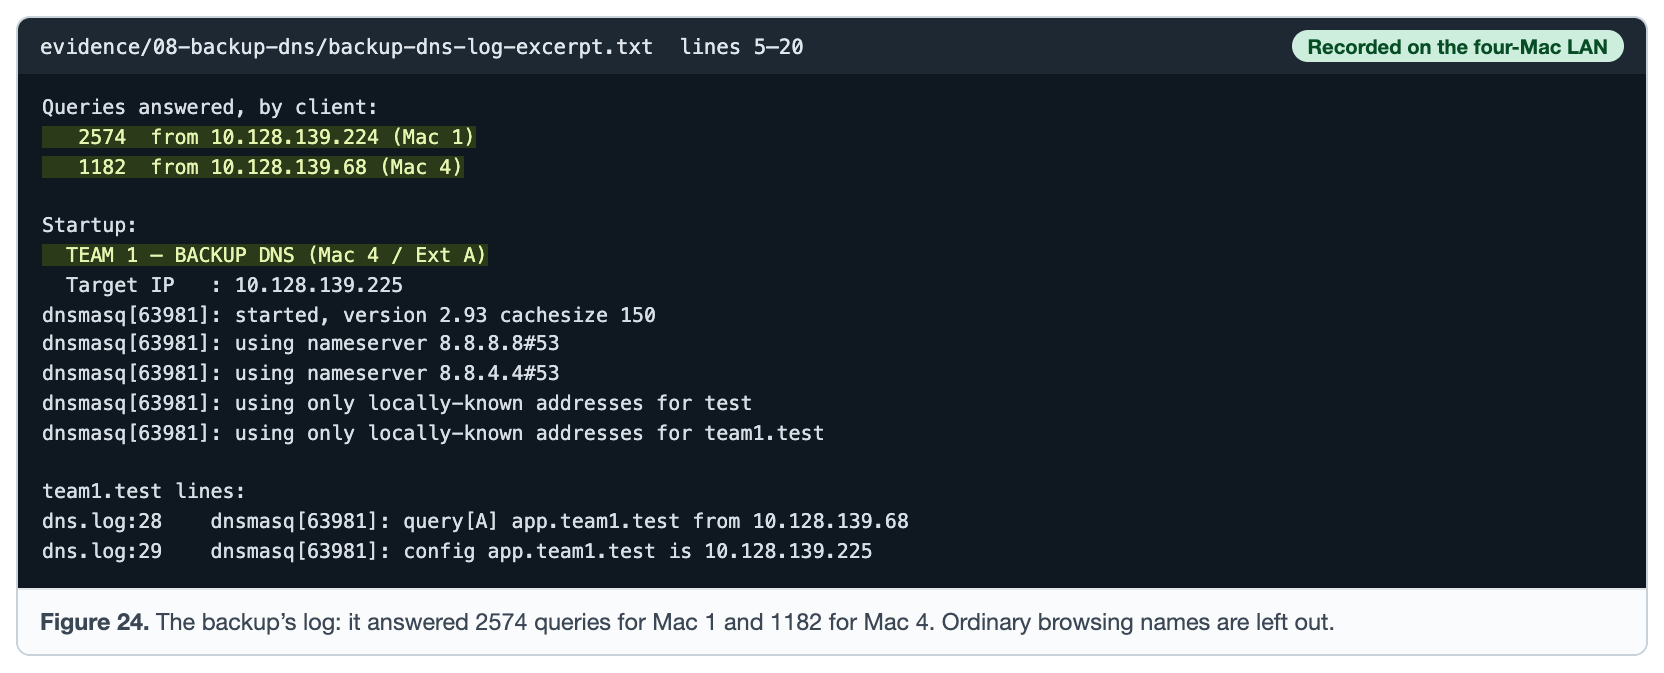 evidence/08-backup-dns/backup-dns-log-excerpt.txt lines 5–20
Recorded on the four-Mac LAN
Queries answered, by client:
2574 from 10.128.139.224 (Mac 1)
1182 from 10.128.139.68 (Mac 4)
Startup:
TEAM 1 — BACKUP DNS (Mac 4 / Ext A)
Target IP : 10.128.139.225
dnsmasq[63981]: started, version 2.93 cachesize 150
dnsmasq[63981]: using nameserver 8.8.8.8#53
dnsmasq[63981]: using nameserver 8.8.4.4#53
dnsmasq[63981]: using only locally-known addresses for test
dnsmasq[63981]: using only locally-known addresses for team1.test
team1.test lines:
dns.log:28 dnsmasq[63981]: query[A] app.team1.test from 10.128.139.68
dns.log:29 dnsmasq[63981]: config app.team1.test is 10.128.139.225
Figure 24. The backup’s log: it answered 2574 queries for Mac 1 and 1182 for Mac 4. Ordinary browsing names are left out.